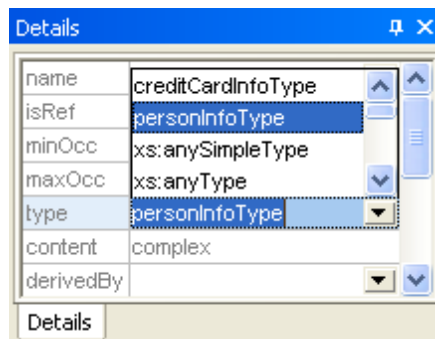 Details
name
creditCardInfoType
isRef
personInfoType
minOcc
xs:anySimpleType
maxOcc
xs:anyType
type
personInfoType
content
complex
derivedBy
Details